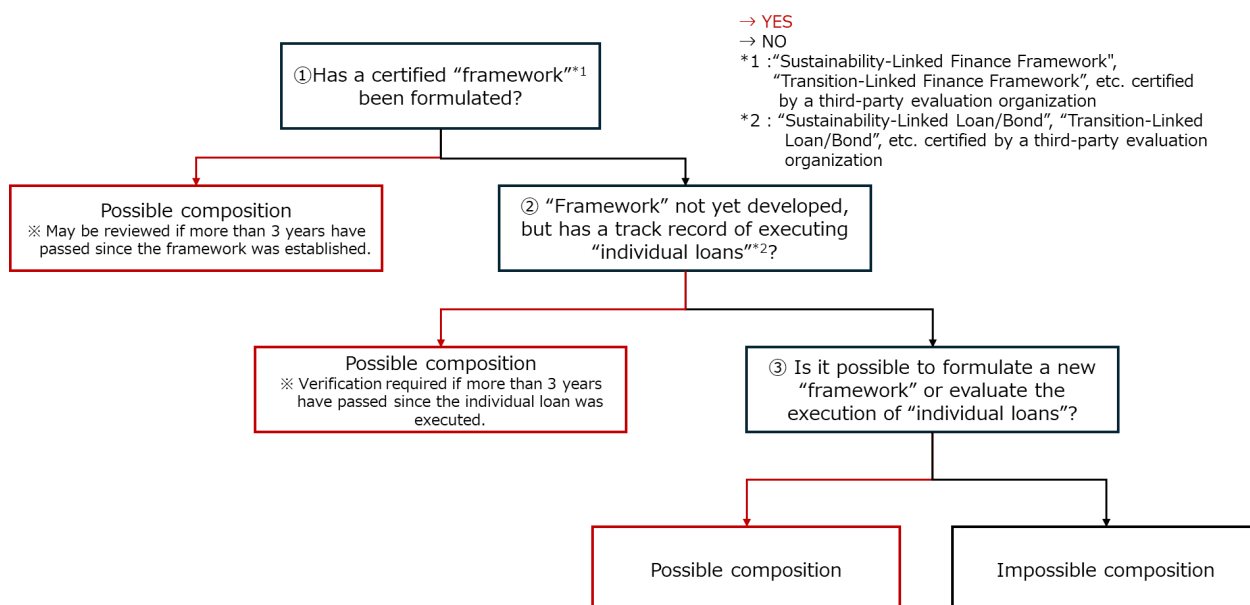 → YES
→ NO
*1 :“Sustainability-Linked Finance Framework",
“Transition-Linked Finance Framework”, etc. certified
by a third-party evaluation organization
*2 : “Sustainability-Linked Loan/Bond”, “Transition-Linked
Loan/Bond”, etc. certified by a third-party evaluation
organization
①Has a certified “framework”*1
been formulated?
Possible composition
※ May be reviewed if more than 3 years have
passed since the framework was established.
② “Framework” not yet developed,
but has a track record of executing
“individual loans”*2?
Possible composition
※ Verification required if more than 3 years
have passed since the individual loan was
executed.
③ Is it possible to formulate a new
“framework” or evaluate the
execution of “individual loans”?
Possible composition
Impossible composition